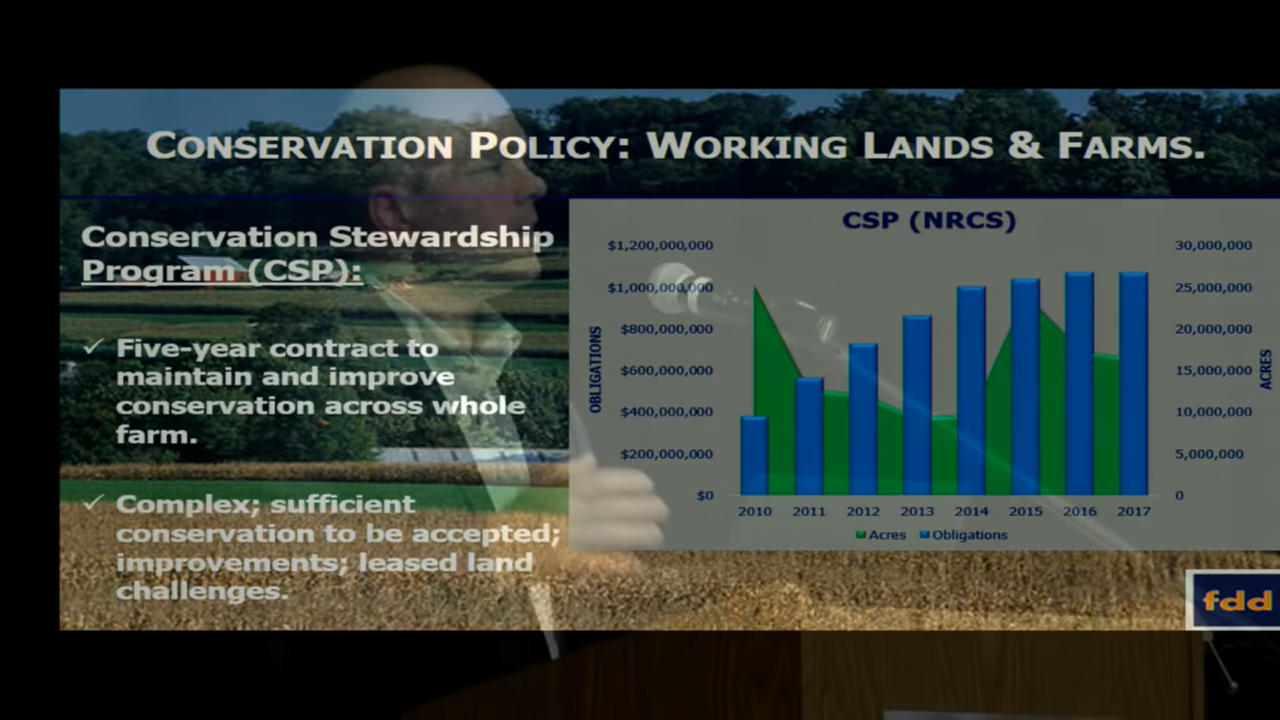 CONSERVATION POLICY: WORKING LANDS & FARMS.
Conservation Stewardship
Program (CSP):
✓ Five-year contract to
maintain and improve
conservation across whole
farm.
✓ Complex; sufficient
conservation to be accepted;
improvements; leased land
challenges.
CSP (NRCS)
OBLIGATIONS
$1,200,000,000
$1,000,000,000
$800,000,000
$600,000,000
$400,000,000
$200,000,000
$0
30,000,000
25,000,000
20,000,000
15,000,000
10,000,000
5,000,000
0
ACRES
2010 2011 2012 2013 2014 2015 2016 2017
Acres Obligations
fdd